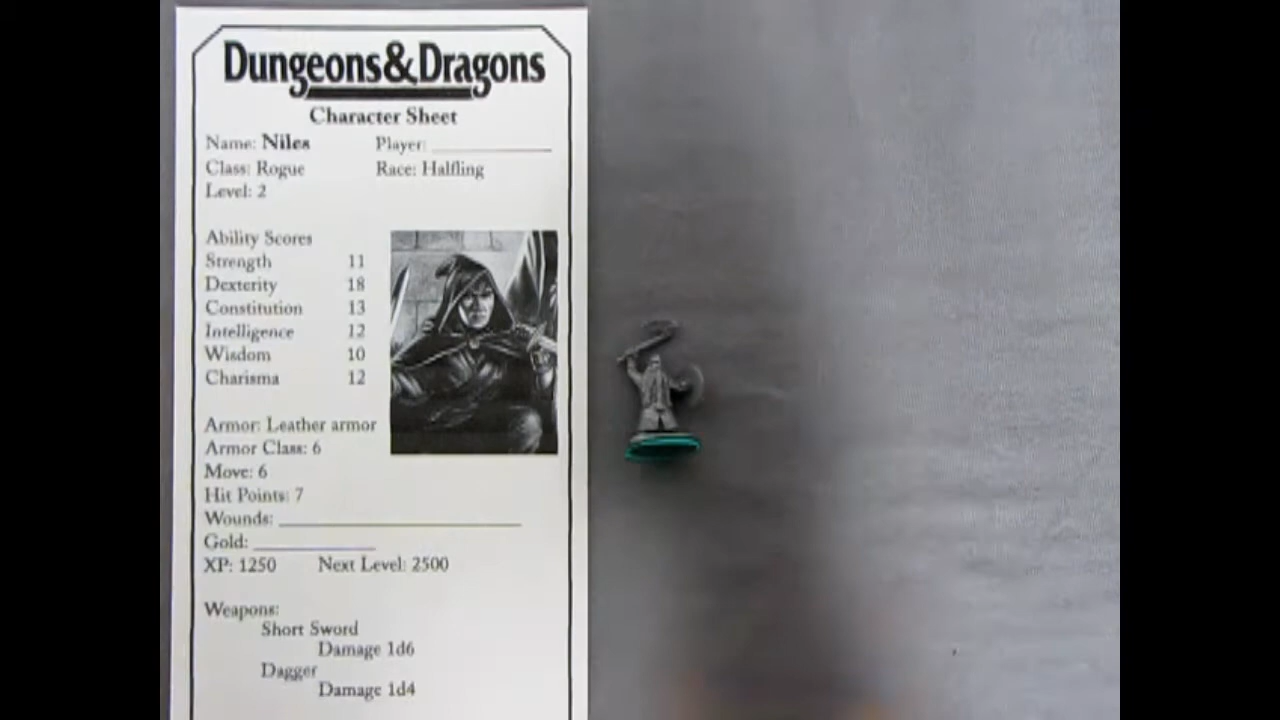 Dungeons&Dragons
Character Sheet
Name: Niles Player:
Class: Rogue Race: Halfling
Level: 2
Ability Scores
Strength 11
Dexterity 18
Constitution 13
Intelligence 12
Wisdom 10
Charisma 12
Armor: Leather armor
Armor Class: 6
Move: 6
Hit Points: 7
Wounds:
Gold:
XP: 1250 Next Level: 2500
Weapons:
Short Sword
Damage 1d6
Dagger
Damage 1d4